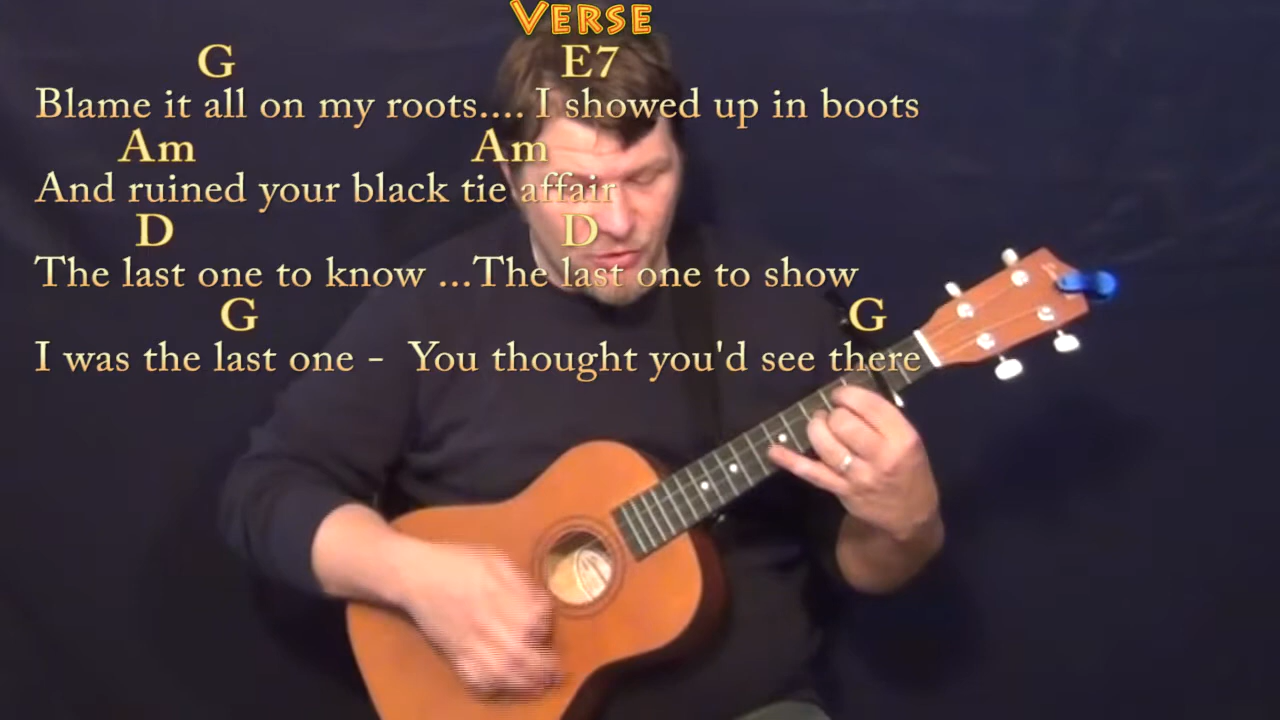 VERSE
G E7
Blame it all on my roots.... I showed up in boots
Am Am
And ruined your black tie affair
D D
The last one to know ...The last one to show
G G
I was the last one - You thought you'd see there